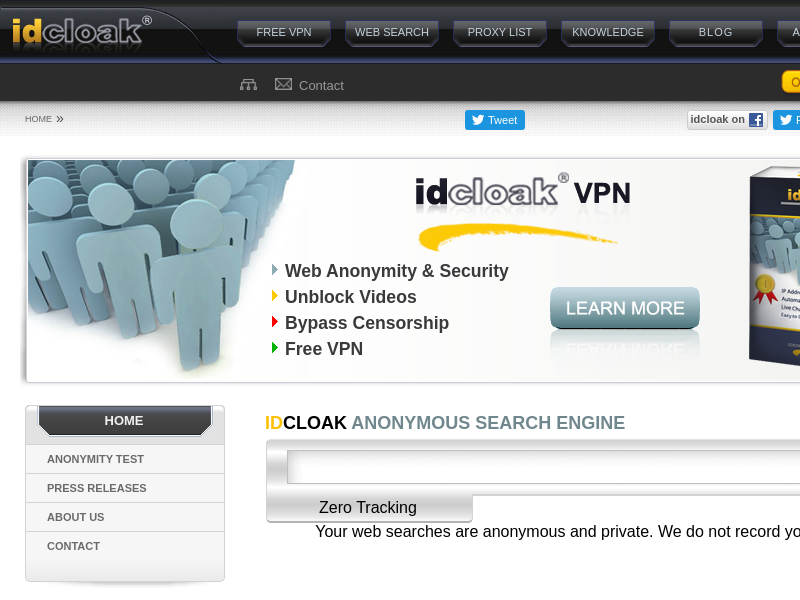 idcloak®
FREE VPN
WEB SEARCH
PROXY LIST
KNOWLEDGE
BLOG
Contact
HOME »
Tweet
idcloak on
idcloak® VPN
Web Anonymity & Security
Unblock Videos
Bypass Censorship
Free VPN
LEARN MORE
HOME
ANONYMITY TEST
PRESS RELEASES
ABOUT US
CONTACT
IDCLOAK ANONYMOUS SEARCH ENGINE
Zero Tracking
Your web searches are anonymous and private. We do not record